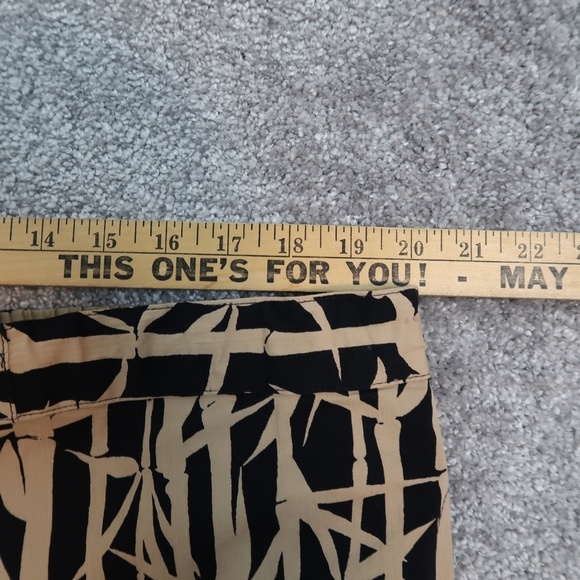 14 15 16 17 18 19 20 21 22
THIS ONE'S FOR YOU! - MAY